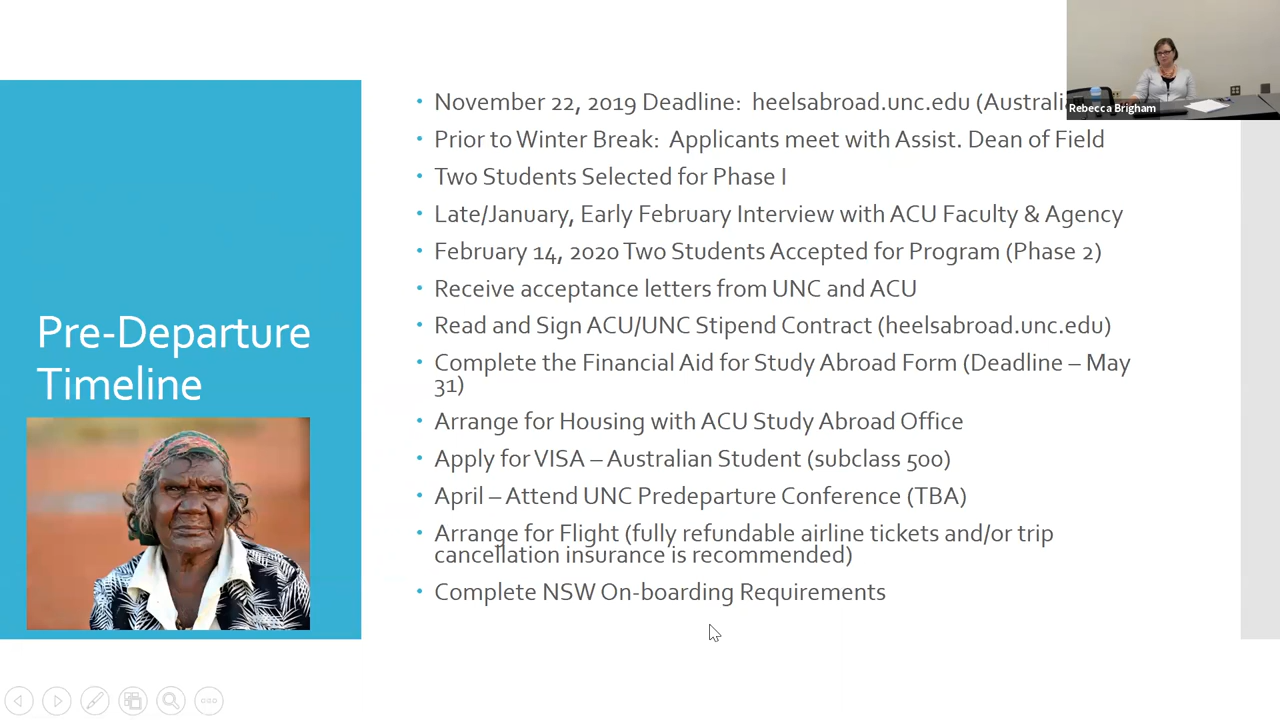 Pre-Departure
Timeline
November 22, 2019 Deadline: heelsabroad.unc.edu
Prior to Winter Break: Applicants meet with Assist. Dean of Field
Two Students Selected for Phase I
Late/January, Early February Interview with ACU Faculty & Agency
February 14, 2020 Two Students Accepted for Program (Phase 2)
Receive acceptance letters from UNC and ACU
Read and Sign ACU/UNC Stipend Contract (heelsabroad.unc.edu)
Complete the Financial Aid for Study Abroad Form (Deadline – May
31)
Arrange for Housing with ACU Study Abroad Office
Apply for VISA – Australian Student (subclass 500)
April – Attend UNC Predeparture Conference (TBA)
Arrange for Flight (fully refundable airline tickets and/or trip
cancellation insurance is recommended)
Complete NSW On-boarding Requirements
Rebecca Brigham